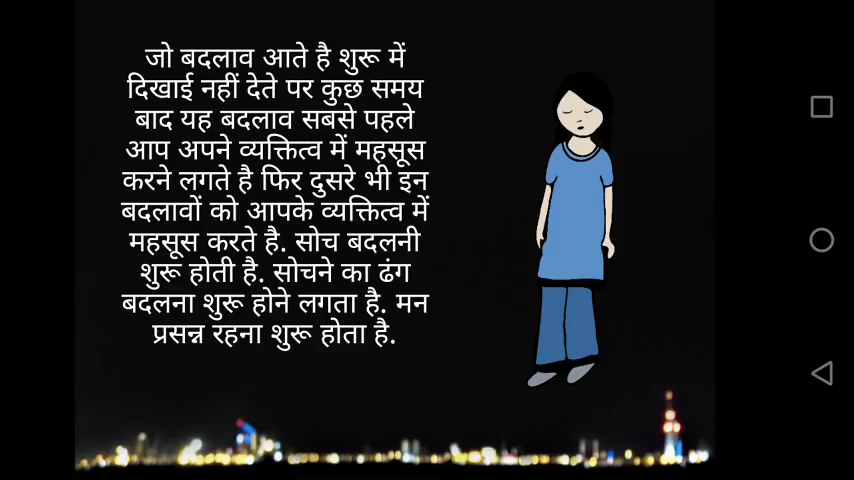 जो बदलाव आते है शुरू में
दिखाई नहीं देते पर कुछ समय
बाद यह बदलाव सबसे पहले
आप अपने व्यक्तित्व में महसूस
करने लगते है फिर दुसरे भी इन
बदलावों को आपके व्यक्तित्व में
महसूस करते है. सोच बदलनी
शुरू होती है. सोचने का ढंग
बदलना शुरू होने लगता है. मन
प्रसन्न रहना शुरू होता है.